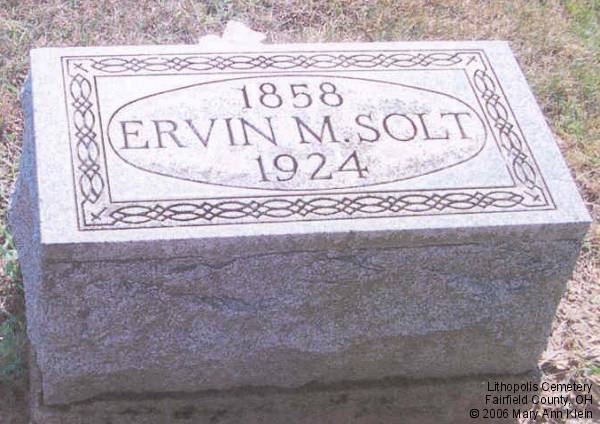 1858
ERVIN M. SOLT
1924
Lithopolis Cemetery
Fairfield County, OH
© 2006 Mary Ann Klein